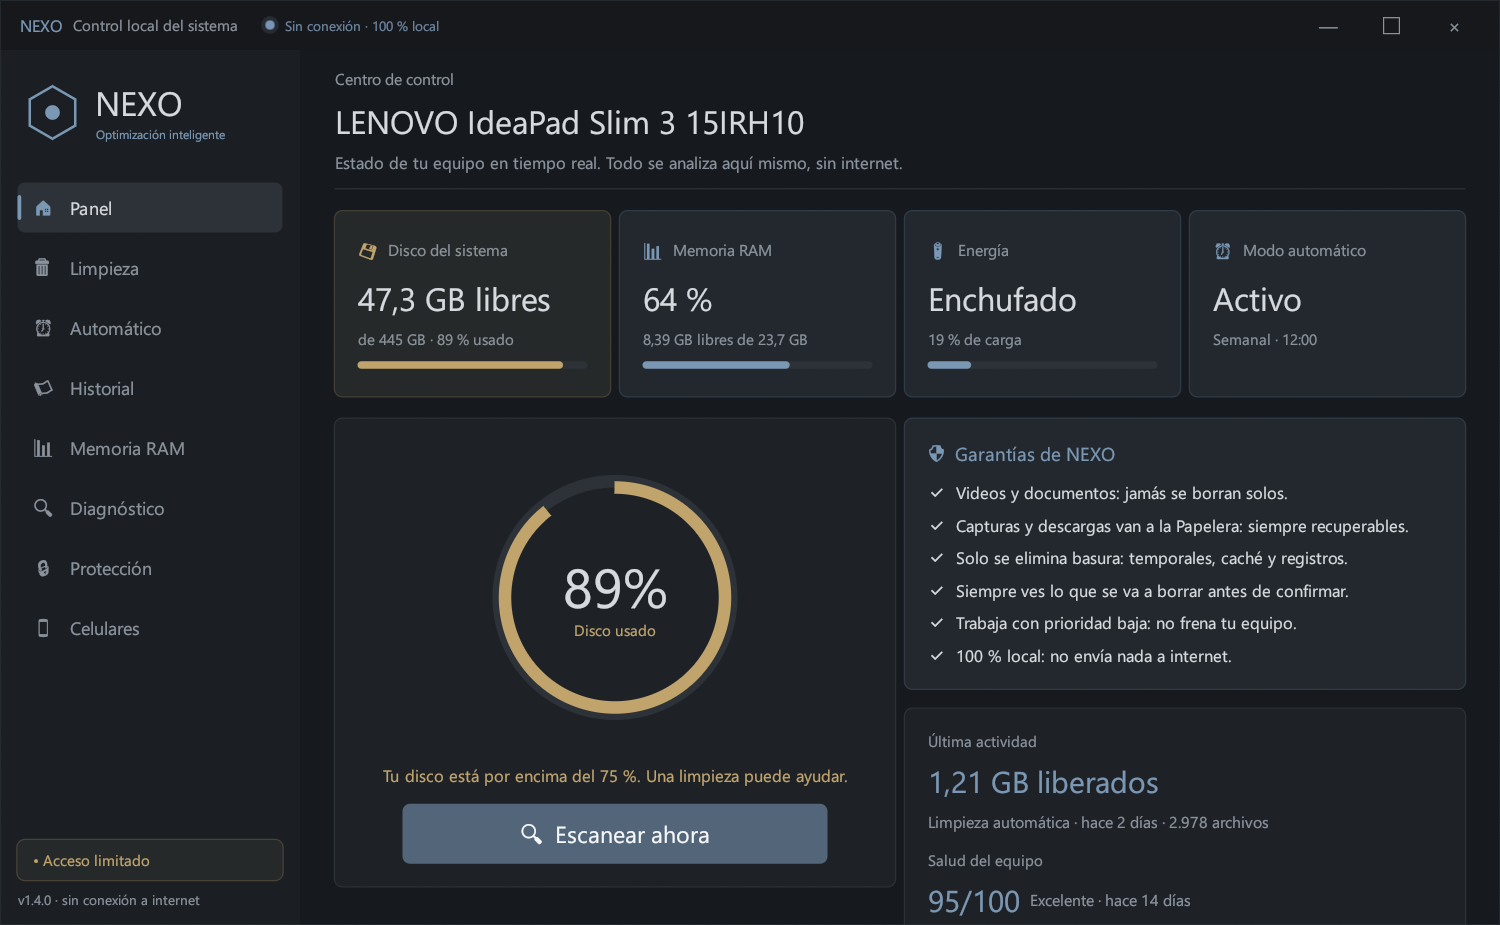 NEXO Control local del sistema Sin conexión · 100 % local
NEXO
Optimización inteligente
Panel
Limpieza
Automático
Historial
Memoria RAM
Diagnóstico
Protección
Celulares
• Acceso limitado
v1.4.0 · sin conexión a internet
Centro de control
LENOVO IdeaPad Slim 3 15IRH10
Estado de tu equipo en tiempo real. Todo se analiza aquí mismo, sin internet.
Disco del sistema
47,3 GB libres
de 445 GB · 89 % usado
Memoria RAM
64 %
8,39 GB libres de 23,7 GB
Energía
Enchufado
19 % de carga
Modo automático
Activo
Semanal · 12:00
89%
Disco usado
Tu disco está por encima del 75 %. Una limpieza puede ayudar.
Escanear ahora
Garantías de NEXO
Videos y documentos: jamás se borran solos.
Capturas y descargas van a la Papelera: siempre recuperables.
Solo se elimina basura: temporales, caché y registros.
Siempre ves lo que se va a borrar antes de confirmar.
Trabaja con prioridad baja: no frena tu equipo.
100 % local: no envía nada a internet.
Última actividad
1,21 GB liberados
Limpieza automática · hace 2 días · 2.978 archivos
Salud del equipo
95/100 Excelente · hace 14 días